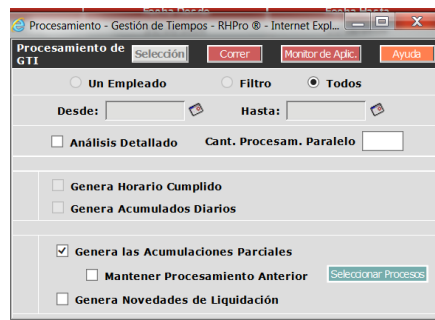 Procesamiento - Gestión de Tiempos - RHPro ® - Internet Expl...
Procesamiento de GTI
Selección
Correr
Monitor de Aplic.
Ayuda
Un Empleado
Filtro
Todos
Desde:
Hasta:
Análisis Detallado
Cant. Procesam. Paralelo
Genera Horario Cumplido
Genera Acumulados Diarios
Genera las Acumulaciones Parciales
Mantener Procesamiento Anterior
Seleccionar Procesos
Genera Novedades de Liquidación